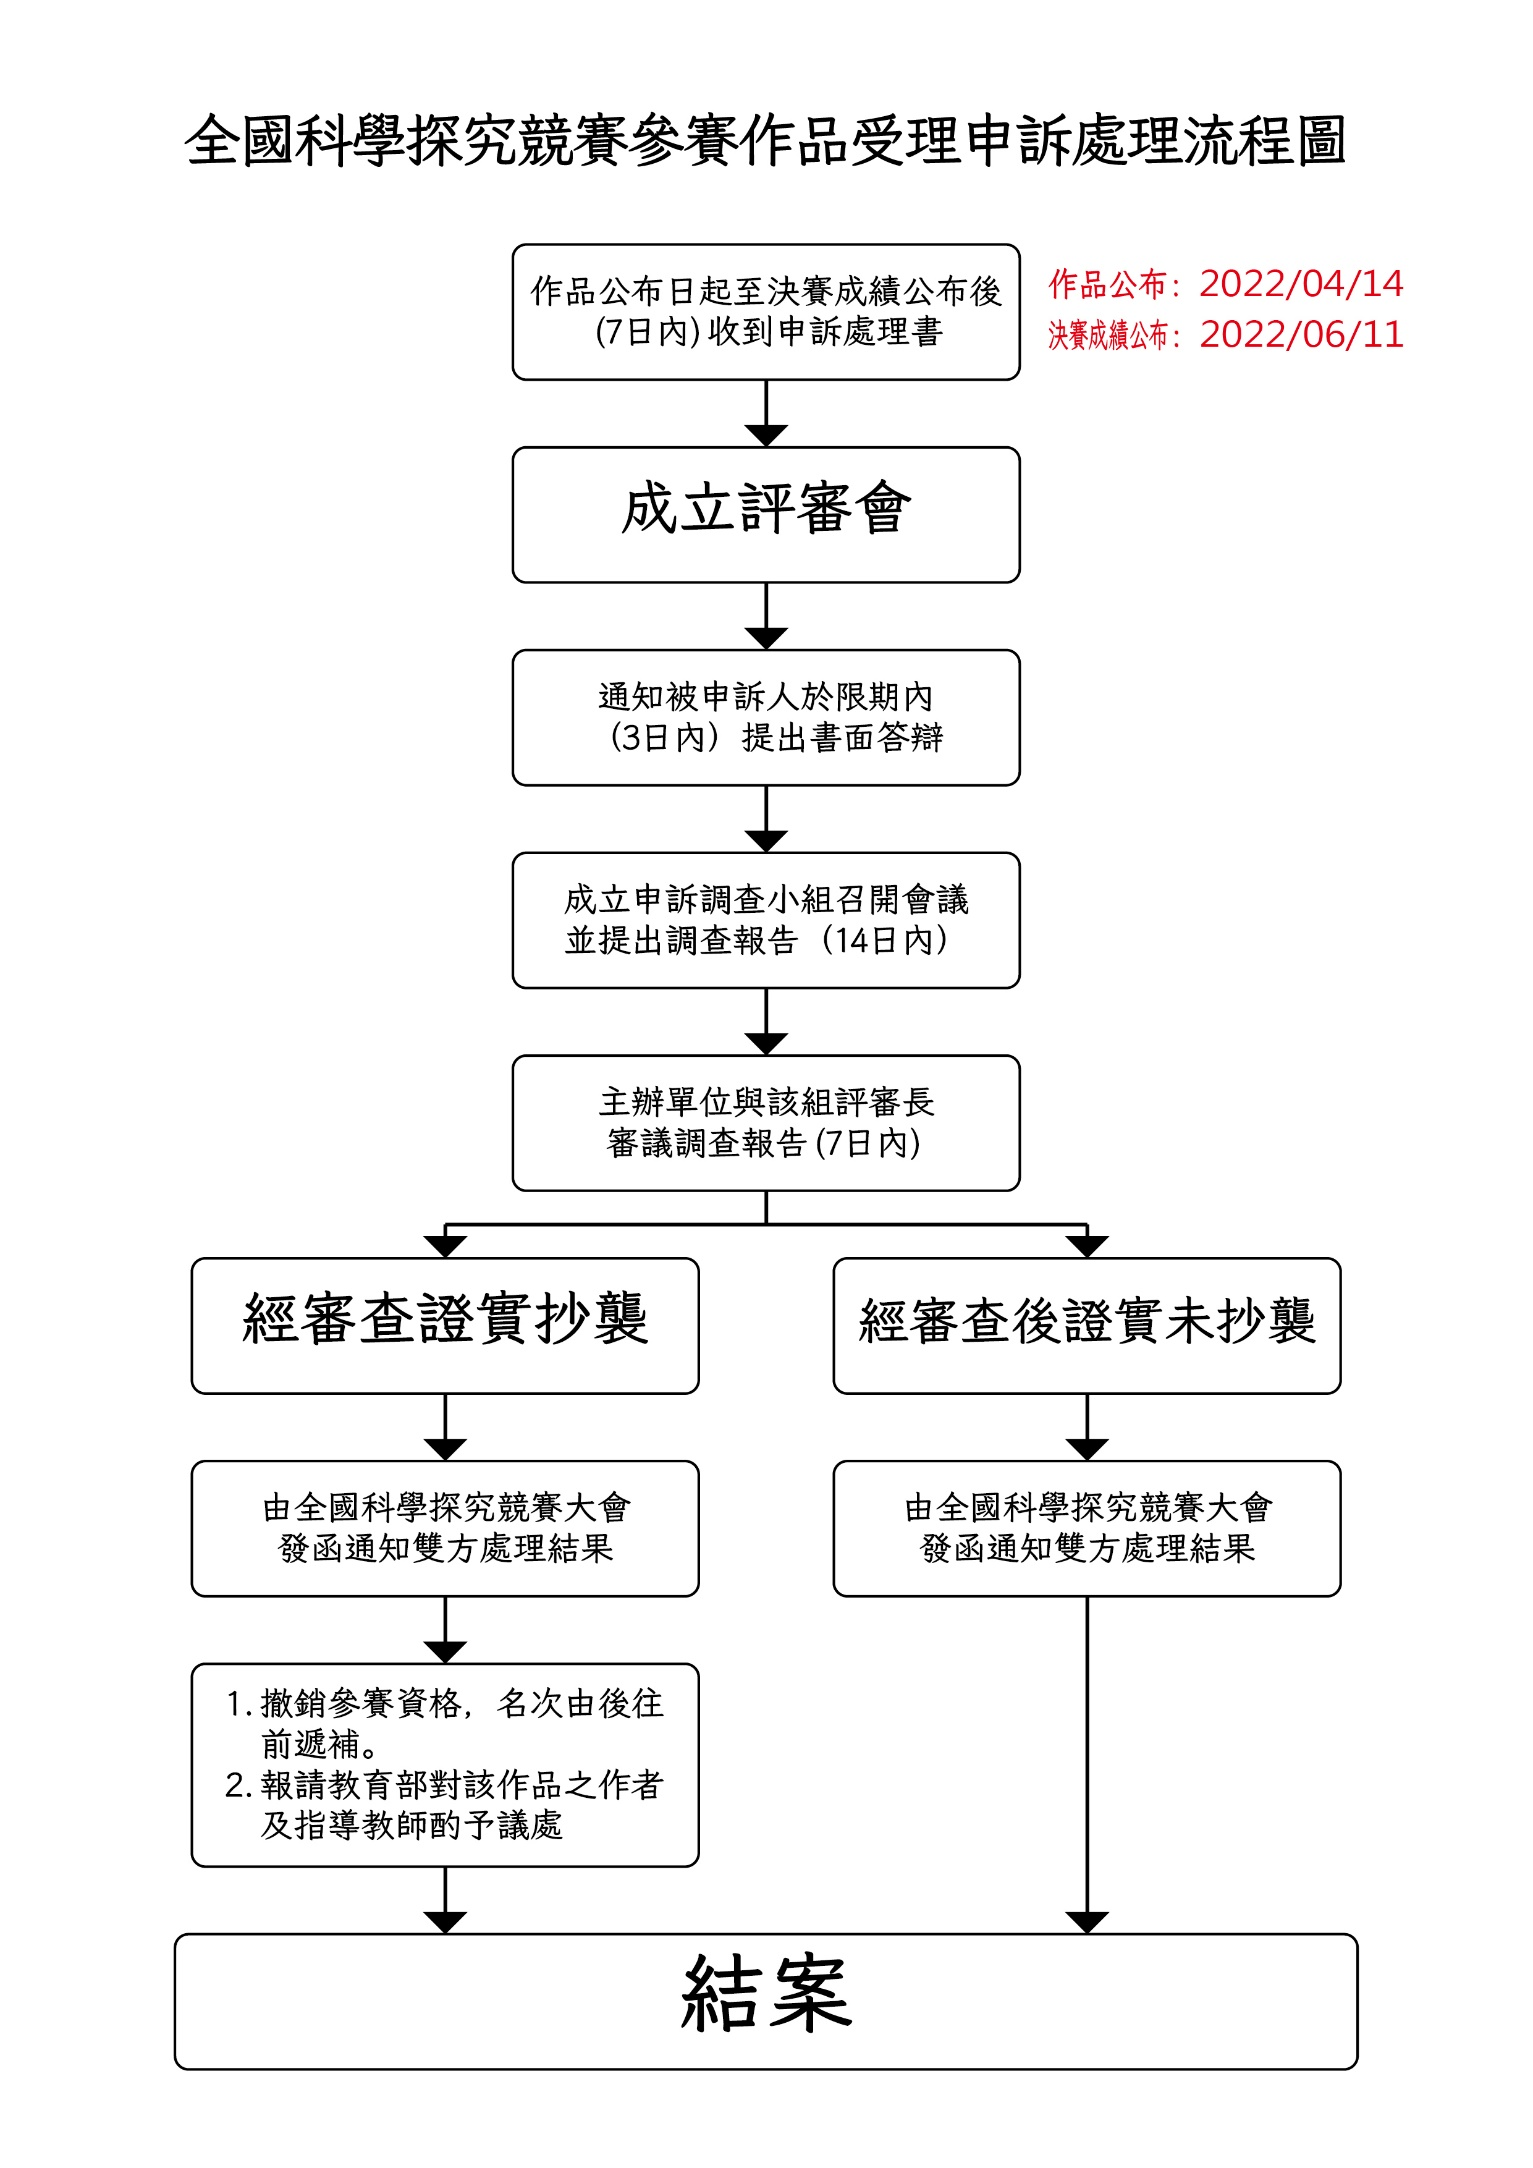 全國科學探究競賽參賽作品受理申訴處理流程圖
作品公布日起至決賽成績公布後
(7日內)收到申訴處理書
作品公布：2022/04/14
決賽成績公布：2022/06/11
成立評審會
通知被申訴人於限期內
（3日內）提出書面答辯
成立申訴調查小組召開會議
並提出調查報告（14日內）
主辦單位與該組評審長
審議調查報告(7日內)
經審查證實抄襲
經審查後證實未抄襲
由全國科學探究競賽大會
發函通知雙方處理結果
由全國科學探究競賽大會
發函通知雙方處理結果
1.撤銷參賽資格，名次由後往
前遞補。
2.報請教育部對該作品之作者
及指導教師酌予議處
結案